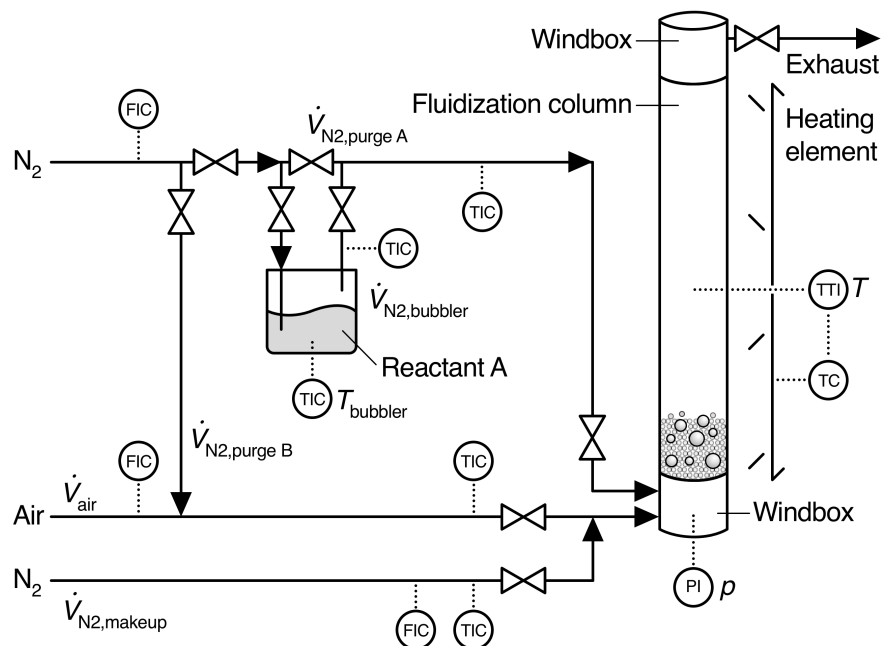 Windbox
Exhaust
Fluidization column
Heating
element
FIC
V̇N2,purge A
N2
TIC
TIC
V̇N2,bubbler
TTI T
Reactant A
TIC Tbubbler
TC
V̇N2,purge B
FIC
TIC
V̇air
Air
Windbox
N2
V̇N2,makeup
FIC
TIC
PI p